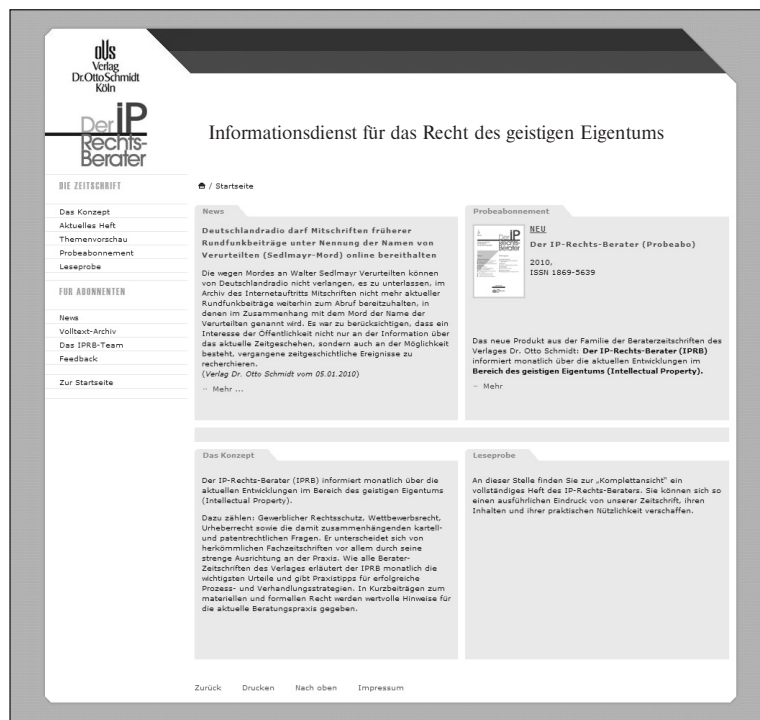 oUs
Verlag
Dr.Otto Schmidt
Köln
Der iP
Rechts-
Berater
Informationsdienst für das Recht des geistigen Eigentums
DIE ZEITSCHRIFT
Das Konzept
Aktuelles Heft
Themenvorschau
Probeabonnement
Leseprobe
FÜR ABONNENTEN
News
Volltext-Archiv
Das IPRB-Team
Feedback
Zur Startseite
/ Startseite
News
Deutschlandradio darf Mitschriften früherer
Rundfunkbeiträge unter Nennung der Namen von
Verurteilten (Sedlmayr-Mord) online bereithalten
Die wegen Mordes an Walter Sedlmayr Verurteilten können
von Deutschlandradio nicht verlangen, es zu unterlassen, im
Archiv des Internetauftritts Mitschriften nicht mehr aktueller
Rundfunkbeiträge weiterhin zum Abruf bereitzuhalten, in
denen im Zusammenhang mit dem Mord der Name der
Verurteilten genannt wird. Es war zu berücksichtigen, dass ein
Interesse der Öffentlichkeit nicht nur an der Information über
das aktuelle Zeitgeschehen, sondern auch an der Möglichkeit
besteht, vergangene zeitgeschichtliche Ereignisse zu
recherchieren.
(Verlag Dr. Otto Schmidt vom 05.01.2010)
Mehr ...
Probeabonnement
NEU
Der IP-Rechts-Berater (Probeabo)
2010,
ISSN 1869-5639
Das neue Produkt aus der Familie der Beraterzeitschriften des
Verlages Dr. Otto Schmidt: Der IP-Rechts-Berater (IPRB)
informiert monatlich über die aktuellen Entwicklungen im
Bereich des geistigen Eigentums (Intellectual Property).
Mehr
Das Konzept
Der IP-Rechts-Berater (IPRB) informiert monatlich über die
aktuellen Entwicklungen im Bereich des geistigen Eigentums
(Intellectual Property).
Dazu zählen: Gewerblicher Rechtsschutz, Wettbewerbsrecht,
Urheberrecht sowie die damit zusammenhängenden kartell-
und patentrechtlichen Fragen. Er unterscheidet sich von
herkömmlichen Fachzeitschriften vor allem durch seine
strenge Ausrichtung an der Praxis. Wie alle Berater-
Zeitschriften des Verlages erläutert der IPRB monatlich die
wichtigsten Urteile und gibt Praxistipps für erfolgreiche
Prozess- und Verhandlungsstrategien. In Kurzbeiträgen zum
materiellen und formellen Recht werden wertvolle Hinweise für
die aktuelle Beratungspraxis gegeben.
Leseprobe
An dieser Stelle finden Sie zur „Komplettansicht" ein
vollständiges Heft des IP-Rechts-Beraters. Sie können sich so
einen ausführlichen Eindruck von unserer Zeitschrift, ihren
Inhalten und ihrer praktischen Nützlichkeit verschaffen.
Zurück Drucken Nach oben Impressum